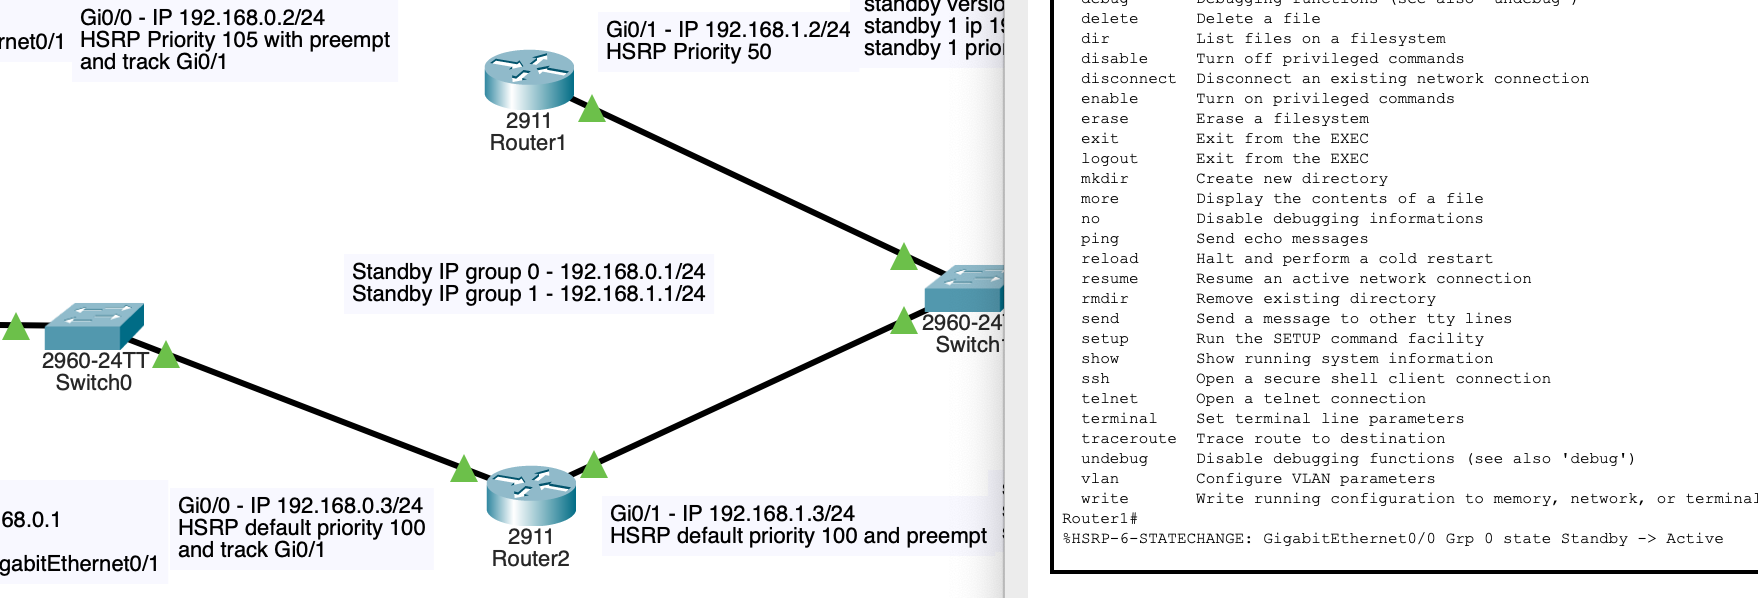 Gi0/0 - IP 192.168.0.2/24
rnet0/1
HSRP Priority 105 with preempt
and track Gi0/1
Gi0/1 - IP 192.168.1.2/24
HSRP Priority 50
standby versio
standby 1 ip 19
standby 1 prior
2911
Router1
Standby IP group 0 - 192.168.0.1/24
Standby IP group 1 - 192.168.1.1/24
2960-24TT
Switch0
2960-24
Switch
68.0.1
gabitEthernet0/1
Gi0/0 - IP 192.168.0.3/24
HSRP default priority 100
and track Gi0/1
2911
Router2
Gi0/1 - IP 192.168.1.3/24
HSRP default priority 100 and preempt
debug Debugging functions (see also 'undebug')
delete Delete a file
dir List files on a filesystem
disable Turn off privileged commands
disconnect Disconnect an existing network connection
enable Turn on privileged commands
erase Erase a filesystem
exit Exit from the EXEC
logout Exit from the EXEC
mkdir Create new directory
more Display the contents of a file
no Disable debugging informations
ping Send echo messages
reload Halt and perform a cold restart
resume Resume an active network connection
rmdir Remove existing directory
send Send a message to other tty lines
setup Run the SETUP command facility
show Show running system information
ssh Open a secure shell client connection
telnet Open a telnet connection
terminal Set terminal line parameters
traceroute Trace route to destination
undebug Disable debugging functions (see also 'debug')
vlan Configure VLAN parameters
write Write running configuration to memory, network, or terminal
Router1#
%HSRP-6-STATECHANGE: GigabitEthernet0/0 Grp 0 state Standby -> Active